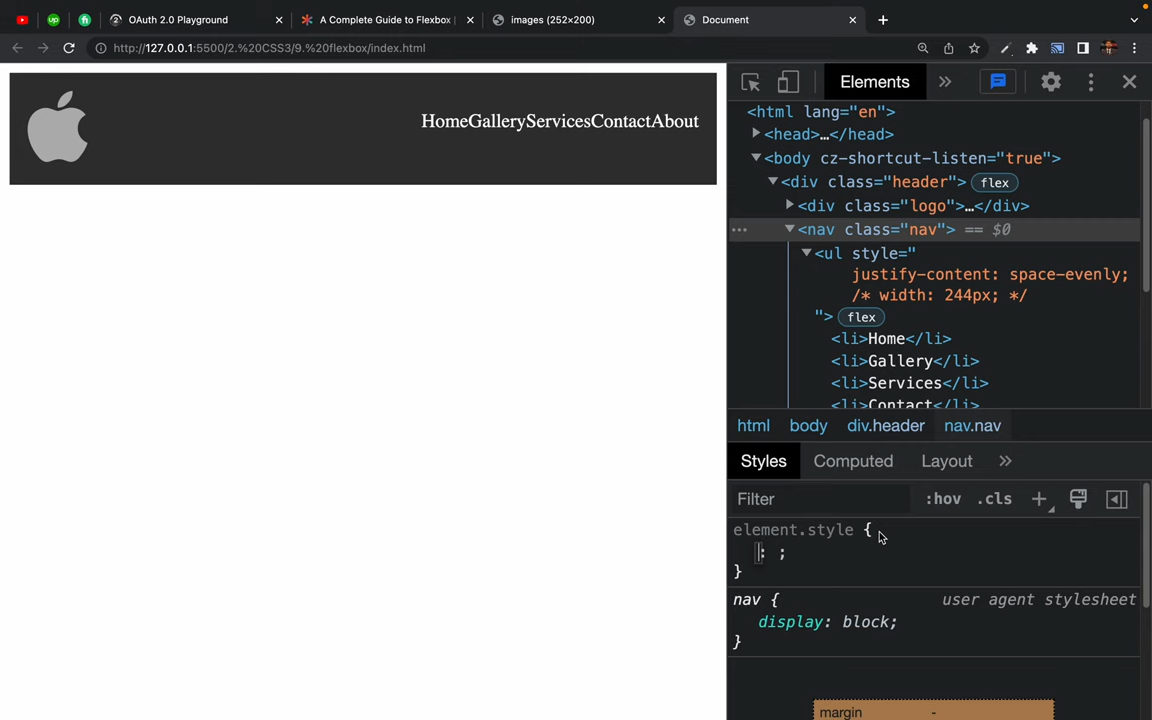 OAuth 2.0 Playground
A Complete Guide to Flexbox
images (252×200)
Document
http://127.0.0.1:5500/2.%20CSS3/9.%20flexbox/index.html
HomeGalleryServicesContactAbout
Elements
<html lang="en">
<head>…</head>
<body cz-shortcut-listen="true">
<div class="header"> flex
<div class="logo">…</div>
··· <nav class="nav"> == $0
<ul style="
justify-content: space-evenly;
/* width: 244px; */
"> flex
<li>Home</li>
<li>Gallery</li>
<li>Services</li>
<li>Contact</li>
html body div.header nav.nav
Styles Computed Layout
Filter :hov .cls
element.style {
: ;
}
nav { user agent stylesheet
display: block;
}
margin -